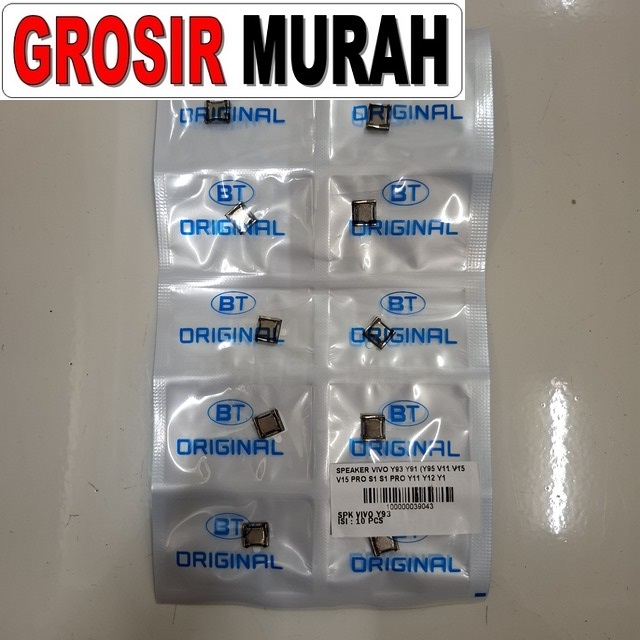 GROSIR MURAH
ORIGINAL
ORIGINAL
BT
ORIGINAL
BT
ORIGINAL
BT
ORIGINAL
BT
ORIGINAL
BT
ORIGINAL
BT
ORIGINAL
SPEAKER VIVO Y93 Y91 (Y95 V11 V15
V15 PRO S1 S1 PRO Y11 Y12 Y1
100000039043
SPK VIVO Y93
ISI : 10 PCS
BT
ORIGINAL